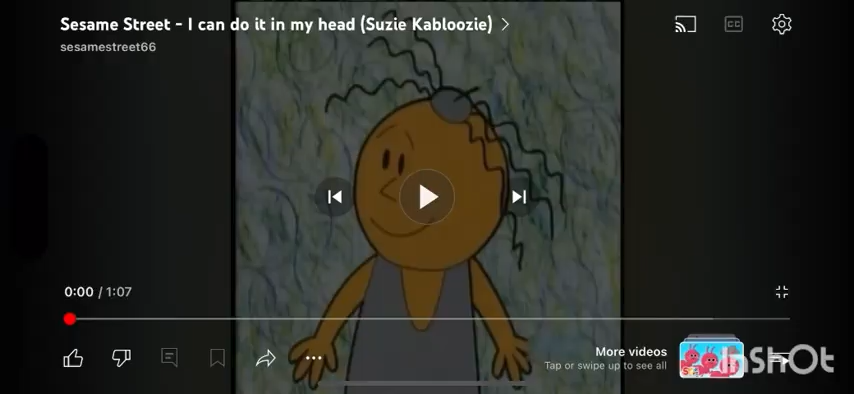 Sesame Street - I can do it in my head (Suzie Kabloozie)
sesamestreet66
CC
0:00 / 1:07
More videos
Tap or swipe up to see all
InShOt